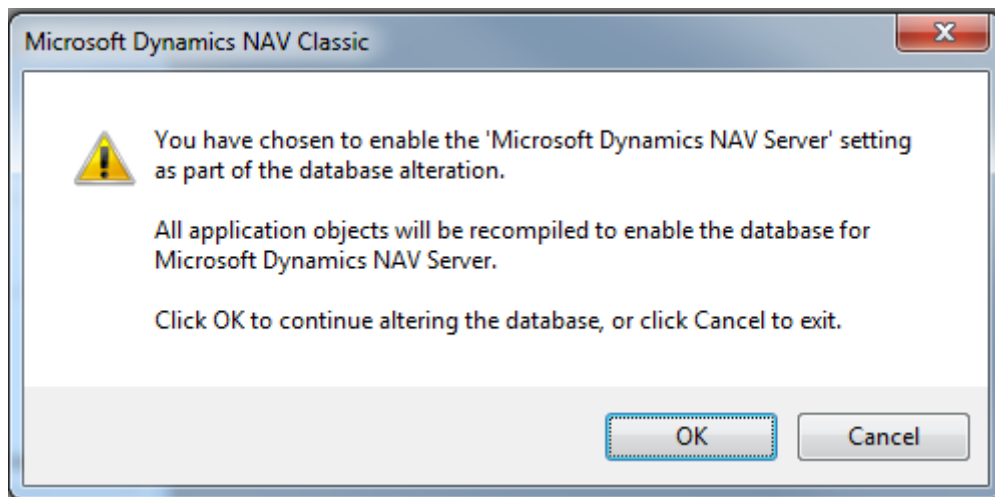 Microsoft Dynamics NAV Classic
You have chosen to enable the 'Microsoft Dynamics NAV Server' setting
as part of the database alteration.
All application objects will be recompiled to enable the database for
Microsoft Dynamics NAV Server.
Click OK to continue altering the database, or click Cancel to exit.
OK
Cancel